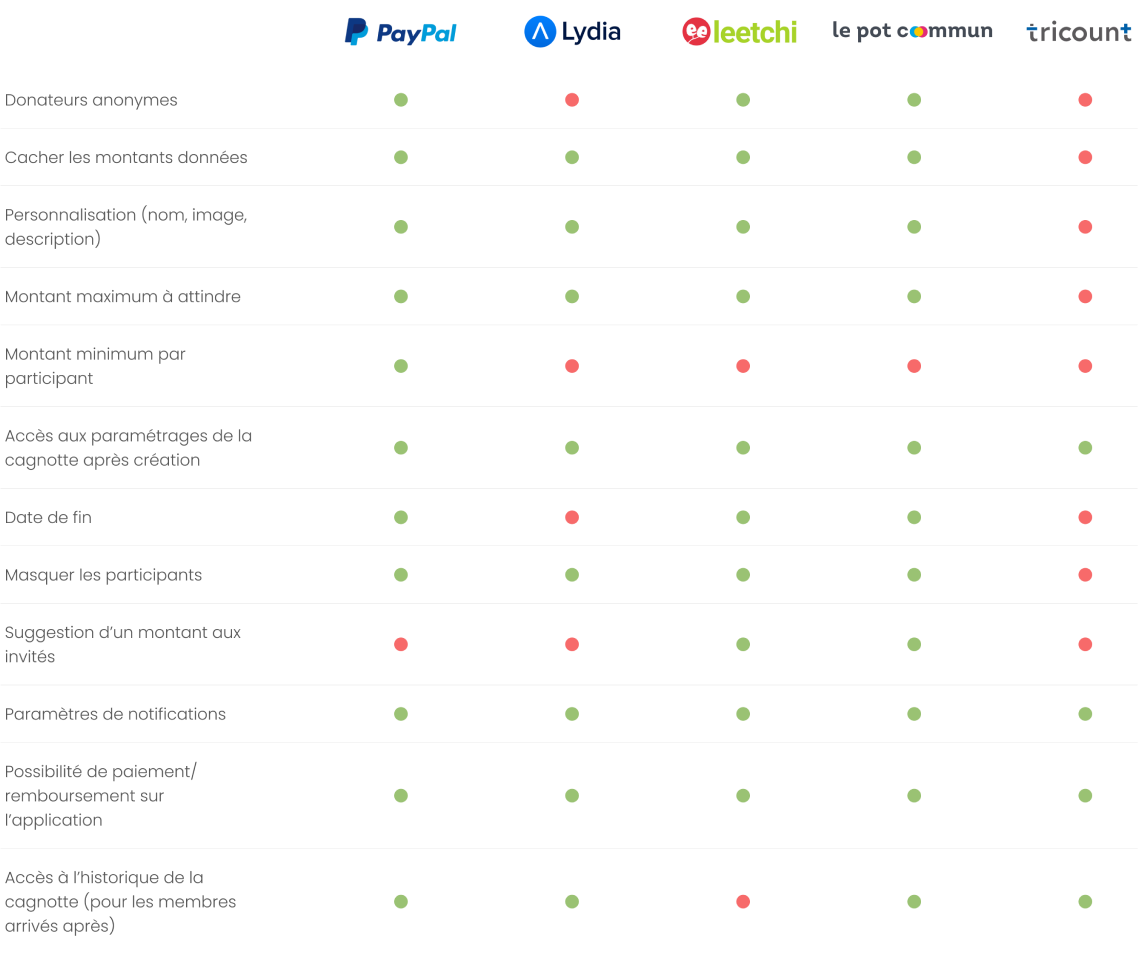 PayPal Lydia leetchi le pot commun tricount
Donateurs anonymes
Cacher les montants données
Personnalisation (nom, image,
description)
Montant maximum à attindre
Montant minimum par
participant
Accès aux paramétrages de la
cagnotte après création
Date de fin
Masquer les participants
Suggestion d'un montant aux
invités
Paramètres de notifications
Possibilité de paiement/
remboursement sur
l'application
Accès à l'historique de la
cagnotte (pour les membres
arrivés après)